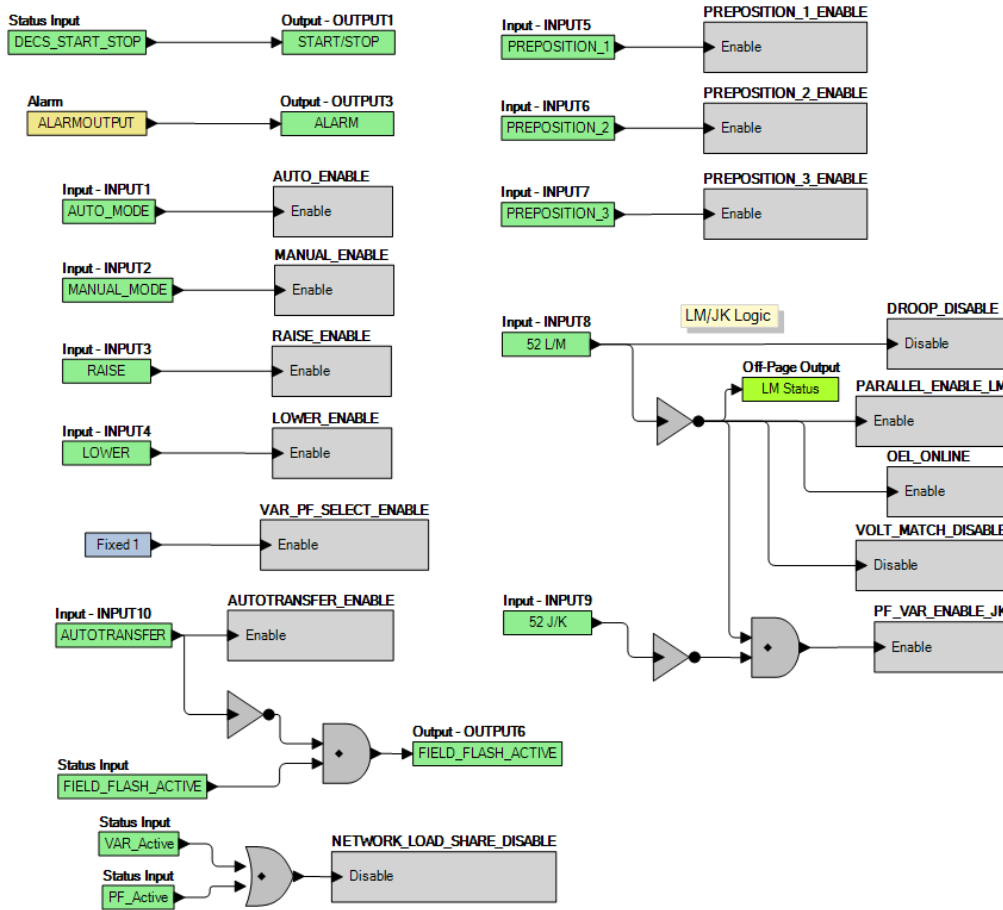 Status Input
DECS_START_STOP
Output - OUTPUT1
START/STOP
Alarm
ALARMOUTPUT
Output - OUTPUT3
ALARM
Input - INPUT1
AUTO_MODE
AUTO_ENABLE
Enable
Input - INPUT2
MANUAL_MODE
MANUAL_ENABLE
Enable
Input - INPUT3
RAISE
RAISE_ENABLE
Enable
Input - INPUT4
LOWER
LOWER_ENABLE
Enable
Fixed 1
VAR_PF_SELECT_ENABLE
Enable
Input - INPUT10
AUTOTRANSFER
AUTOTRANSFER_ENABLE
Enable
Status Input
FIELD_FLASH_ACTIVE
Output - OUTPUT6
FIELD_FLASH_ACTIVE
Status Input
VAR_Active
Status Input
PF_Active
NETWORK_LOAD_SHARE_DISABLE
Disable
Input - INPUT5
PREPOSITION_1
PREPOSITION_1_ENABLE
Enable
Input - INPUT6
PREPOSITION_2
PREPOSITION_2_ENABLE
Enable
Input - INPUT7
PREPOSITION_3
PREPOSITION_3_ENABLE
Enable
LM/JK Logic
Input - INPUT8
52 L/M
DROOP_DISABLE
Disable
Off-Page Output
LM Status
PARALLEL_ENABLE_LM
Enable
OEL_ONLINE
Enable
VOLT_MATCH_DISABLE
Disable
Input - INPUT9
52 J/K
PF_VAR_ENABLE_JK
Enable